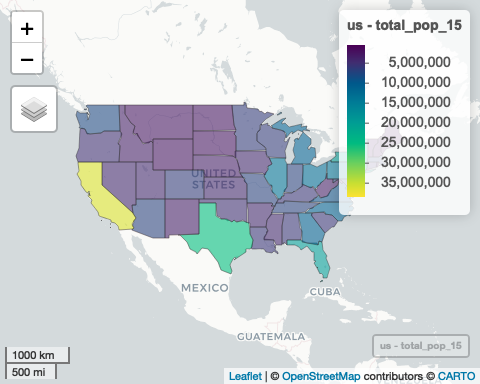 +
us - total_pop_15
−
5,000,000
10,000,000
15,000,000
20,000,000
25,000,000
30,000,000
35,000,000
UNITED
STATES
MEXICO
CUBA
GUATEMALA
us - total_pop_15
1000 km
500 mi
Leaflet | © OpenStreetMap contributors © CARTO